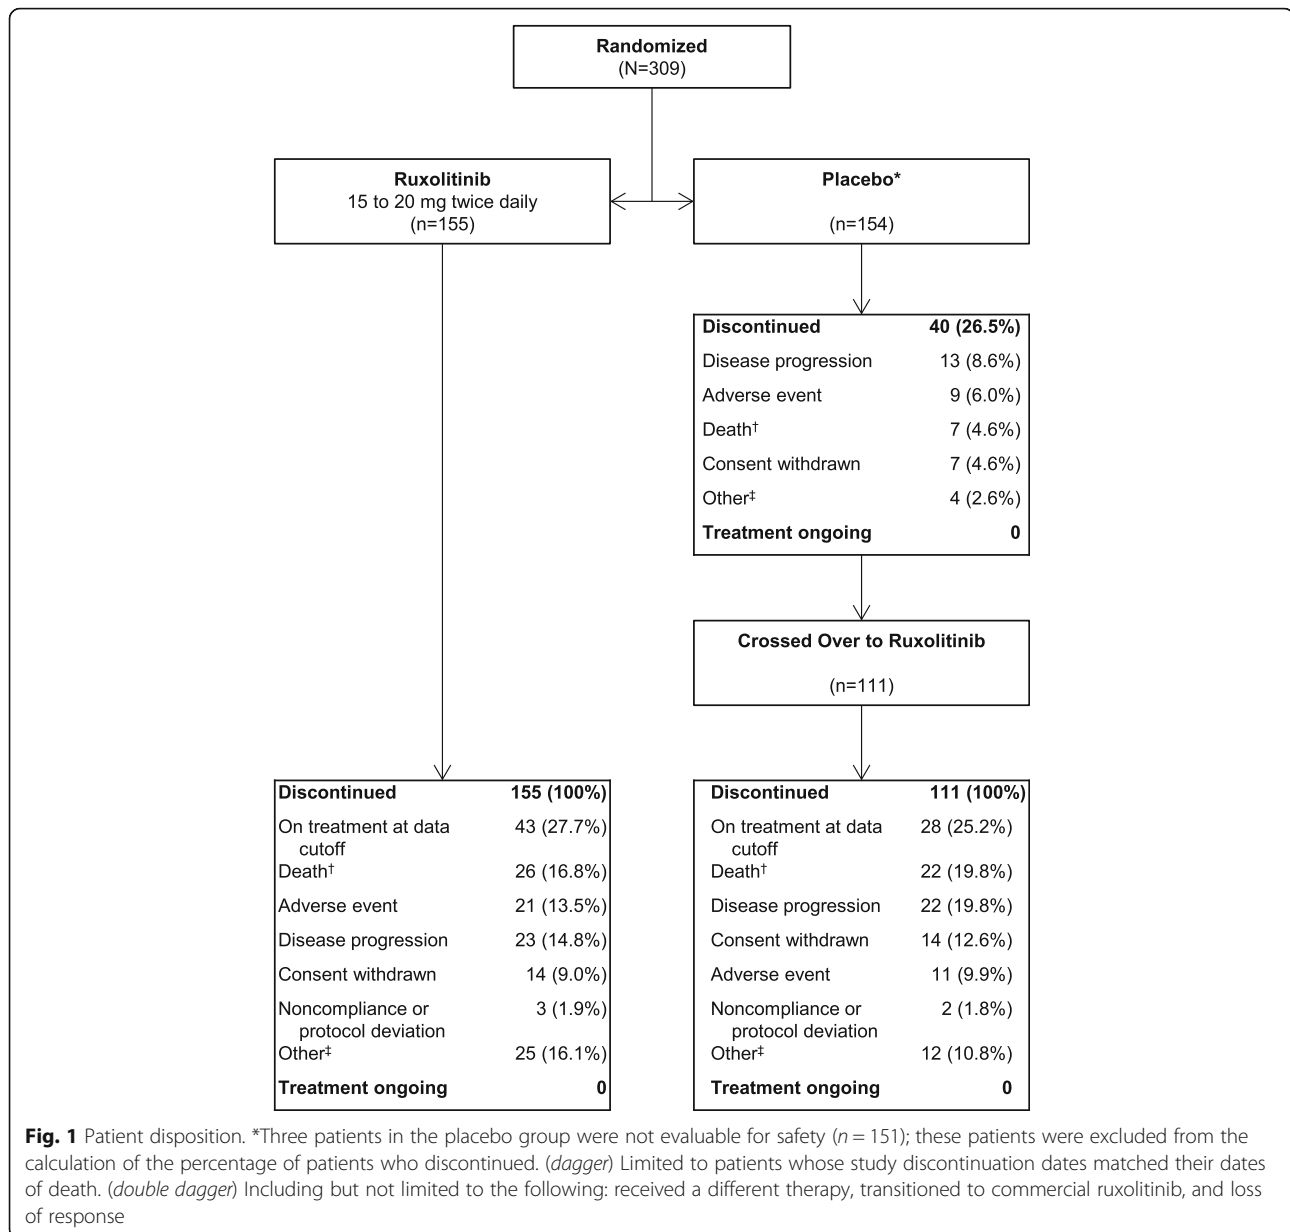 Randomized
(N=309)
Ruxolitinib
15 to 20 mg twice daily
(n=155)
Placebo*
(n=154)
Discontinued 40 (26.5%)
Disease progression 13 (8.6%)
Adverse event 9 (6.0%)
Death† 7 (4.6%)
Consent withdrawn 7 (4.6%)
Other‡ 4 (2.6%)
Treatment ongoing 0
Crossed Over to Ruxolitinib
(n=111)
Discontinued 155 (100%)
On treatment at data 43 (27.7%)
cutoff
Death† 26 (16.8%)
Adverse event 21 (13.5%)
Disease progression 23 (14.8%)
Consent withdrawn 14 (9.0%)
Noncompliance or 3 (1.9%)
protocol deviation
Other‡ 25 (16.1%)
Treatment ongoing 0
Discontinued 111 (100%)
On treatment at data 28 (25.2%)
cutoff
Death† 22 (19.8%)
Disease progression 22 (19.8%)
Consent withdrawn 14 (12.6%)
Adverse event 11 (9.9%)
Noncompliance or 2 (1.8%)
protocol deviation
Other‡ 12 (10.8%)
Treatment ongoing 0
Fig. 1 Patient disposition. *Three patients in the placebo group were not evaluable for safety (n = 151); these patients were excluded from the
calculation of the percentage of patients who discontinued. (dagger) Limited to patients whose study discontinuation dates matched their dates
of death. (double dagger) Including but not limited to the following: received a different therapy, transitioned to commercial ruxolitinib, and loss
of response